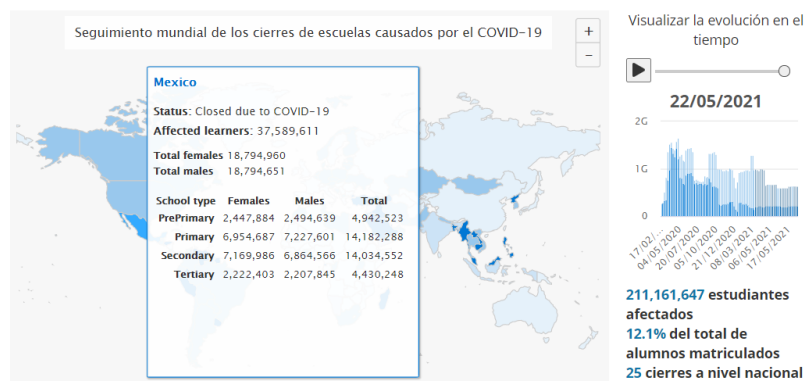 Seguimiento mundial de los cierres de escuelas causados por el COVID-19
+
−
Mexico
Status: Closed due to COVID-19
Affected learners: 37,589,611
Total females 18,794,960
Total males 18,794,651
School type Females Males Total
PrePrimary 2,447,884 2,494,639 4,942,523
Primary 6,954,687 7,227,601 14,182,288
Secondary 7,169,986 6,864,566 14,034,552
Tertiary 2,222,403 2,207,845 4,430,248
Visualizar la evolución en el
tiempo
22/05/2021
2G
1G
0
17/02/...
04/05/2020
20/07/2020
05/10/2020
21/12/2020
08/03/2021
06/05/2021
17/05/2021
211,161,647 estudiantes
afectados
12.1% del total de
alumnos matriculados
25 cierres a nivel nacional